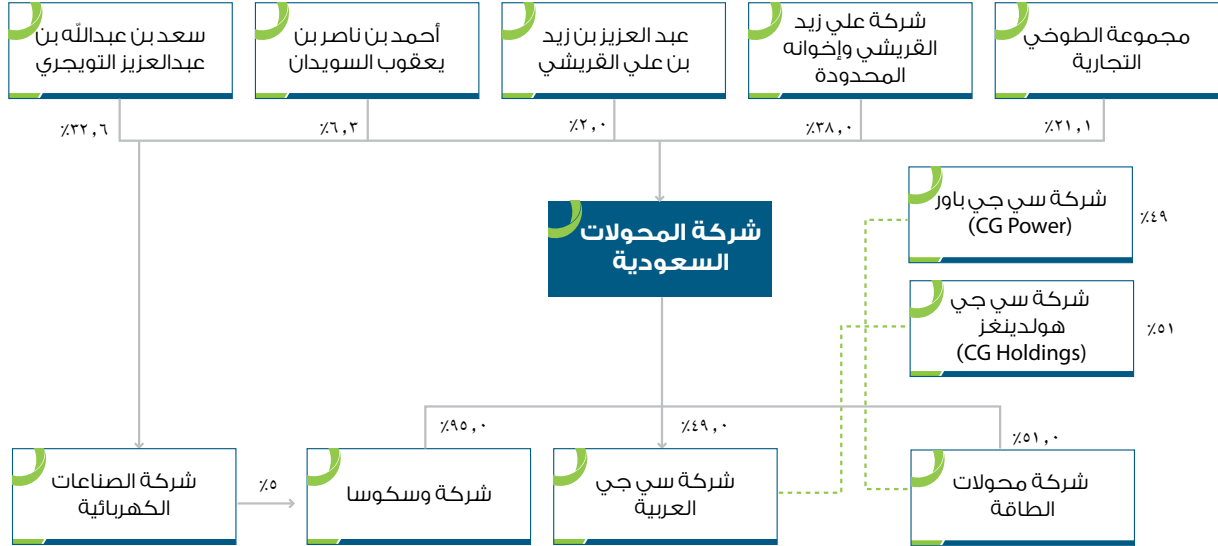 مجموعة الطوخي
التجارية
شركة علي زيد
القريشي وإخوانه
المحدودة
عبد العزيز بن زيد
بن علي القريشي
أحمد بن ناصر بن
يعقوب السويدان
سعد بن عبدالله بن
عبدالعزيز التويجري
٪٢١,١
٪٣٨,٠
٪٢,٠
٪٦,٣
٪٣٢,٦
شركة سي جي باور
(CG Power)
٪٤٩
شركة المحولات
السعودية
شركة سي جي
هولدينغز
(CG Holdings)
٪٥١
٪٥١,٠
٪٤٩,٠
٪٩٥,٠
شركة محولات
الطاقة
شركة سي جي
العربية
شركة وسكوسا
٪٥
شركة الصناعات
الكهربائية